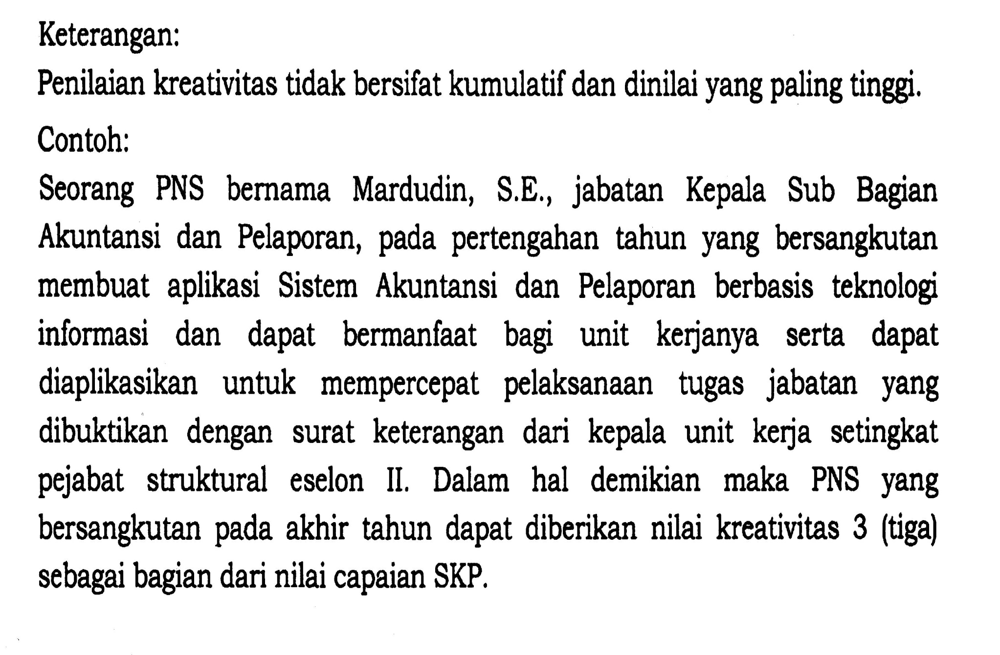 Keterangan:
Penilaian kreativitas tidak bersifat kumulatif dan dinilai yang paling tinggi.
Contoh:
Seorang PNS bernama Mardudin, S.E., jabatan Kepala Sub Bagian
Akuntansi dan Pelaporan, pada pertengahan tahun yang bersangkutan
membuat aplikasi Sistem Akuntansi dan Pelaporan berbasis teknologi
informasi dan dapat bermanfaat bagi unit kerjanya serta dapat
diaplikasikan untuk mempercepat pelaksanaan tugas jabatan yang
dibuktikan dengan surat keterangan dari kepala unit kerja setingkat
pejabat struktural eselon II. Dalam hal demikian maka PNS yang
bersangkutan pada akhir tahun dapat diberikan nilai kreativitas 3 (tiga)
sebagai bagian dari nilai capaian SKP.